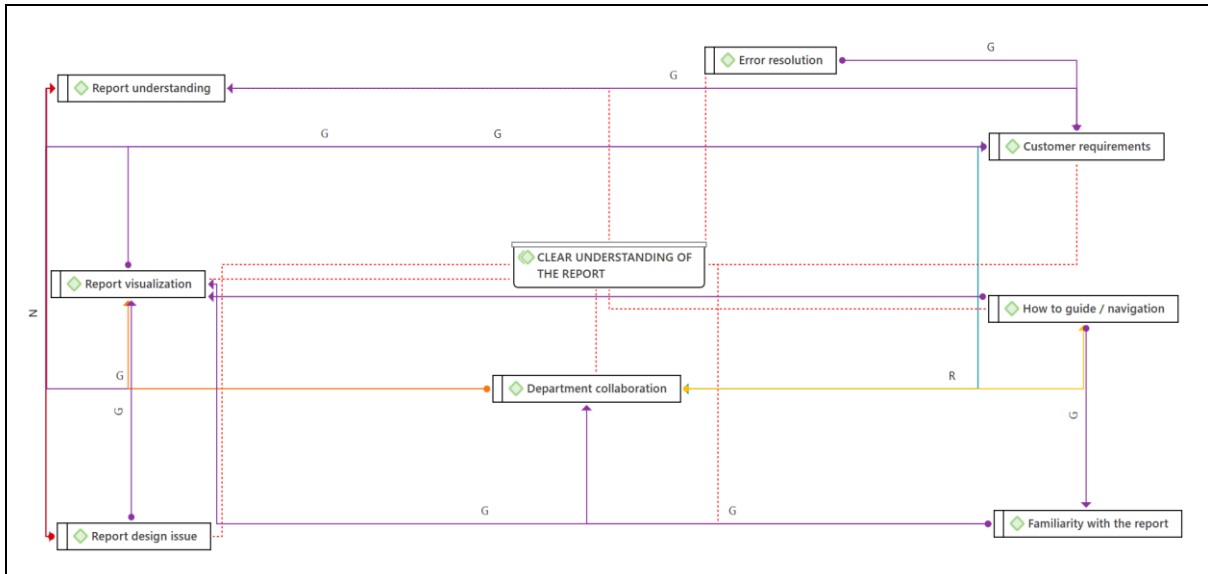 G
Error resolution
G
Report understanding
G
G
Customer requirements
CLEAR UNDERSTANDING OF
THE REPORT
Report visualization
How to guide / navigation
N
G
R
Department collaboration
G
G
G
G
Familiarity with the report
Report design issue